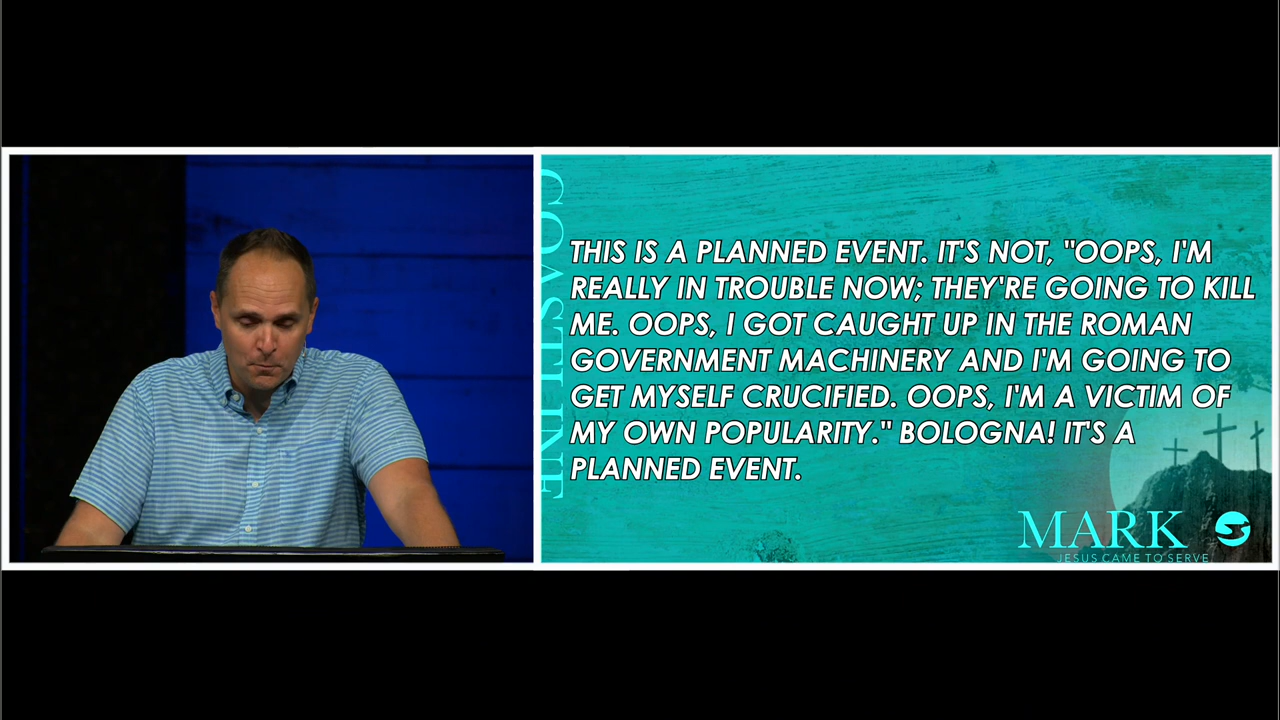 COASTLINE
THIS IS A PLANNED EVENT. IT'S NOT, "OOPS, I'M
REALLY IN TROUBLE NOW; THEY'RE GOING TO KILL
ME. OOPS, I GOT CAUGHT UP IN THE ROMAN
GOVERNMENT MACHINERY AND I'M GOING TO
GET MYSELF CRUCIFIED. OOPS, I'M A VICTIM OF
MY OWN POPULARITY." BOLOGNA! IT'S A
PLANNED EVENT.
MARK
JESUS CAME TO SERVE